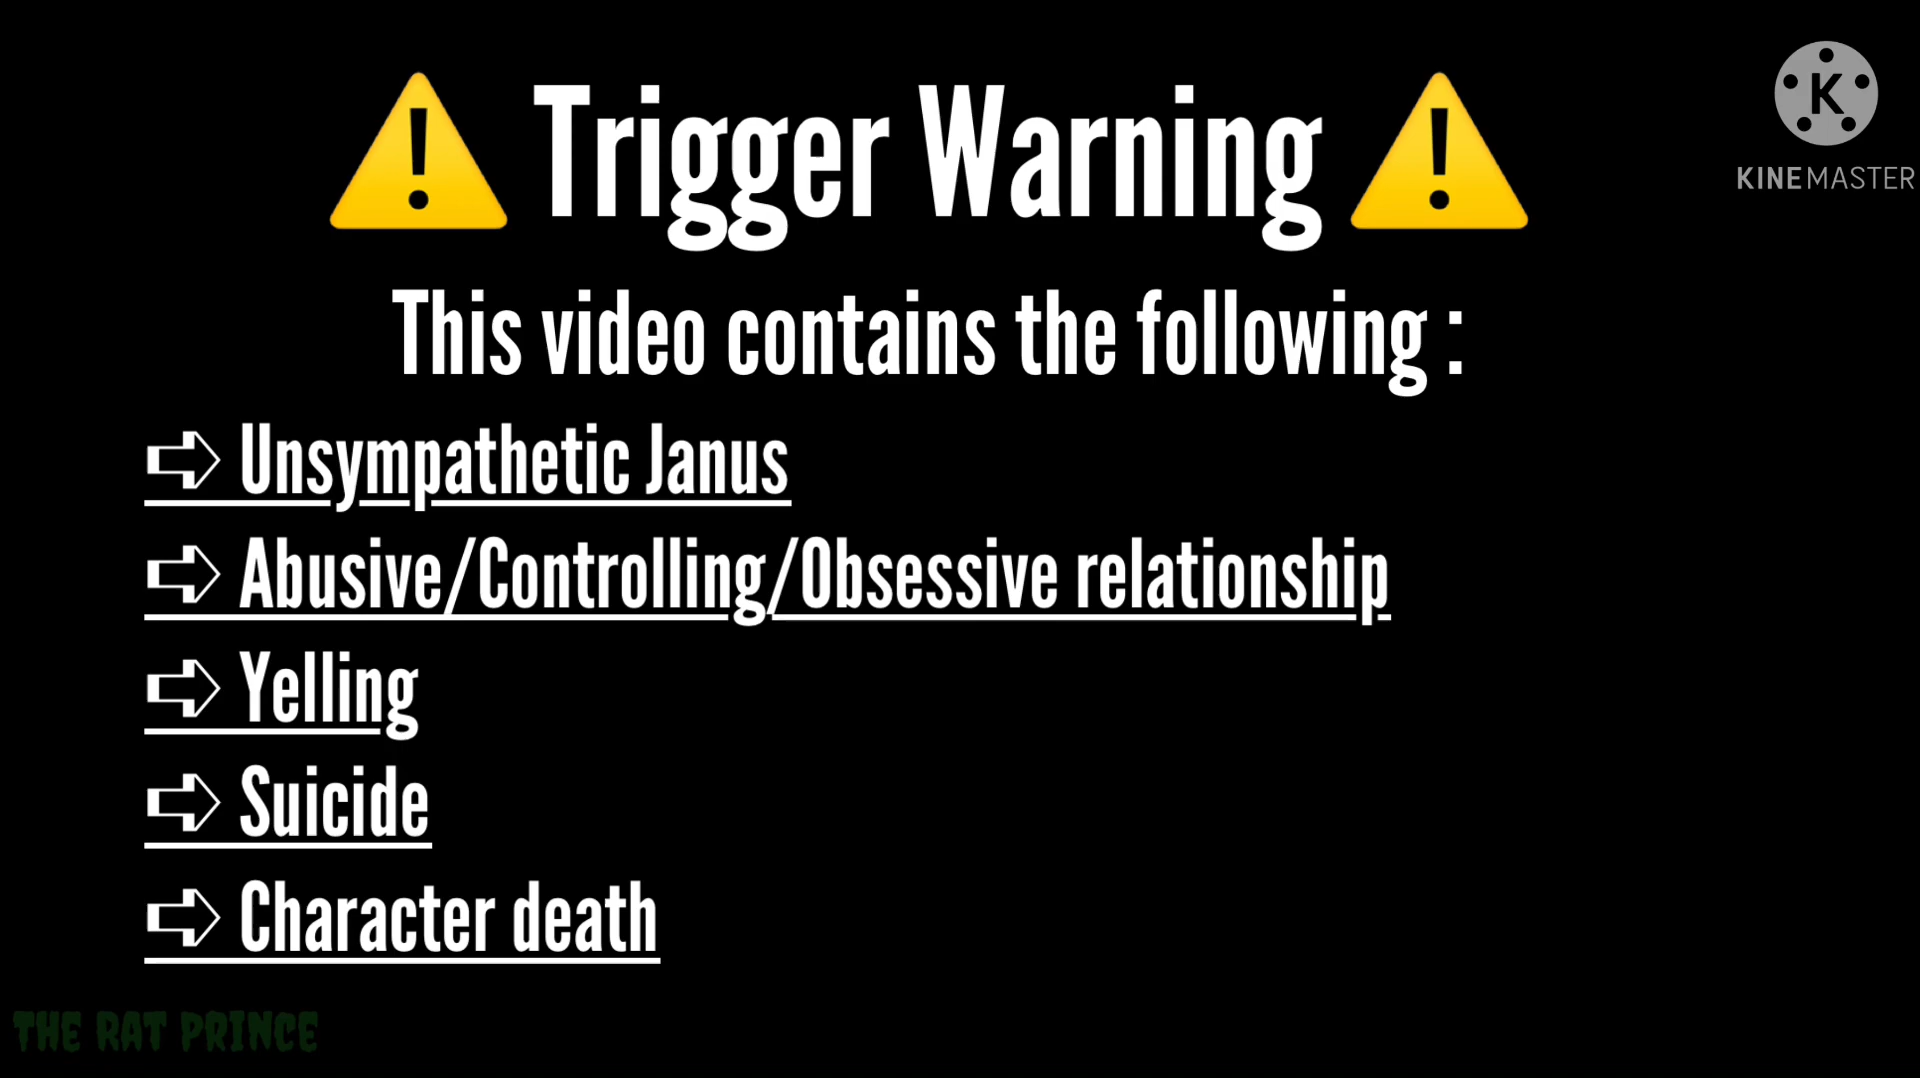 ⚠️ Trigger Warning ⚠️
KINEMASTER
This video contains the following :
➪ Unsympathetic Janus
➪ Abusive/Controlling/Obsessive relationship
➪ Yelling
➪ Suicide
➪ Character death
THE RAT PRINCE